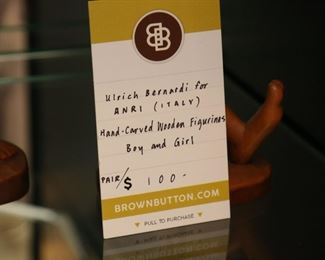 BB
Ulrich Bernardi for
ANRI (ITALY)
Hand-Carved Wooden Figurines
Boy and Girl
PAIR/$ 100-
BROWNBUTTON.COM
PULL TO PURCHASE